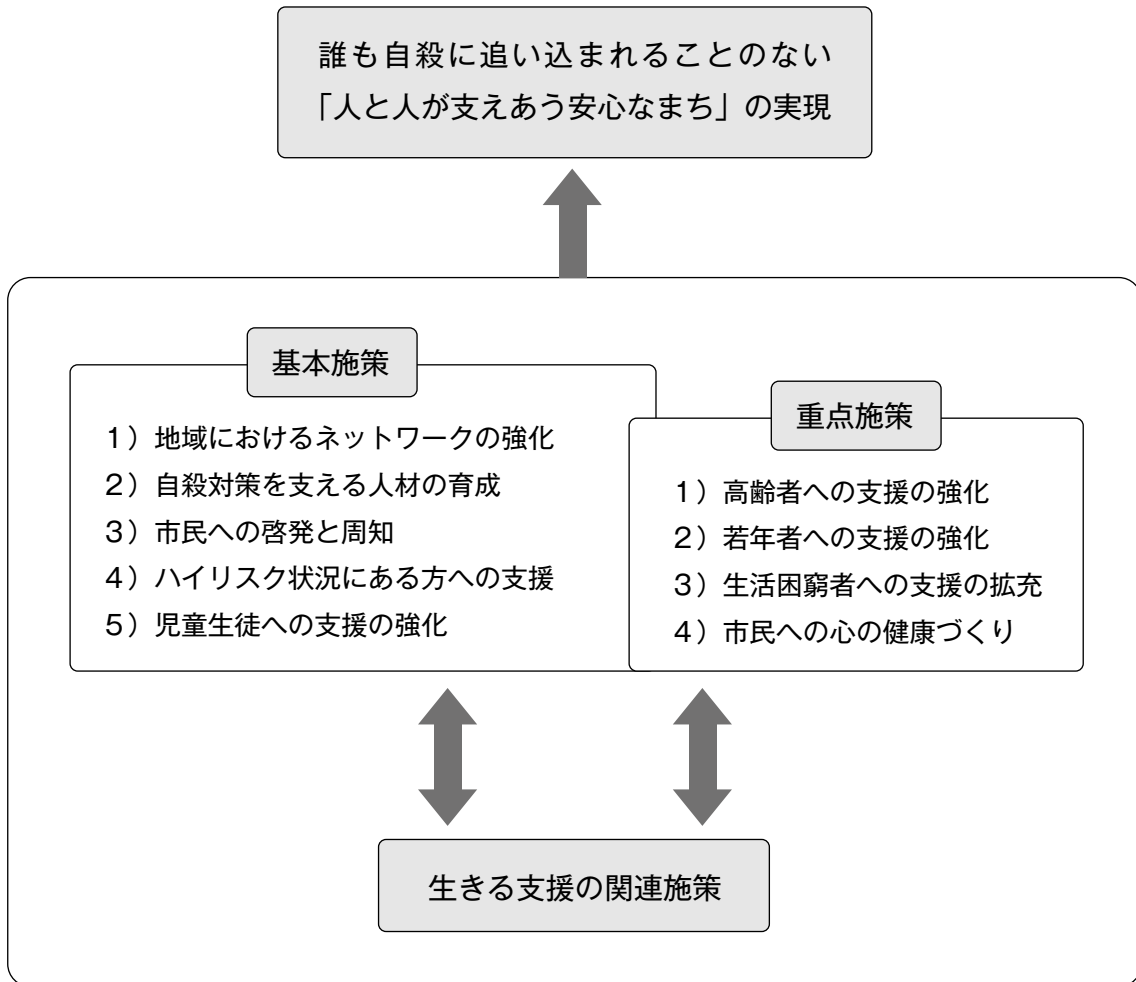 誰も自殺に追い込まれることのない
「人と人が支えあう安心なまち」の実現
基本施策
1）地域におけるネットワークの強化
2）自殺対策を支える人材の育成
3）市民への啓発と周知
4）ハイリスク状況にある方への支援
5）児童生徒への支援の強化
重点施策
1）高齢者への支援の強化
2）若年者への支援の強化
3）生活困窮者への支援の拡充
4）市民への心の健康づくり
生きる支援の関連施策